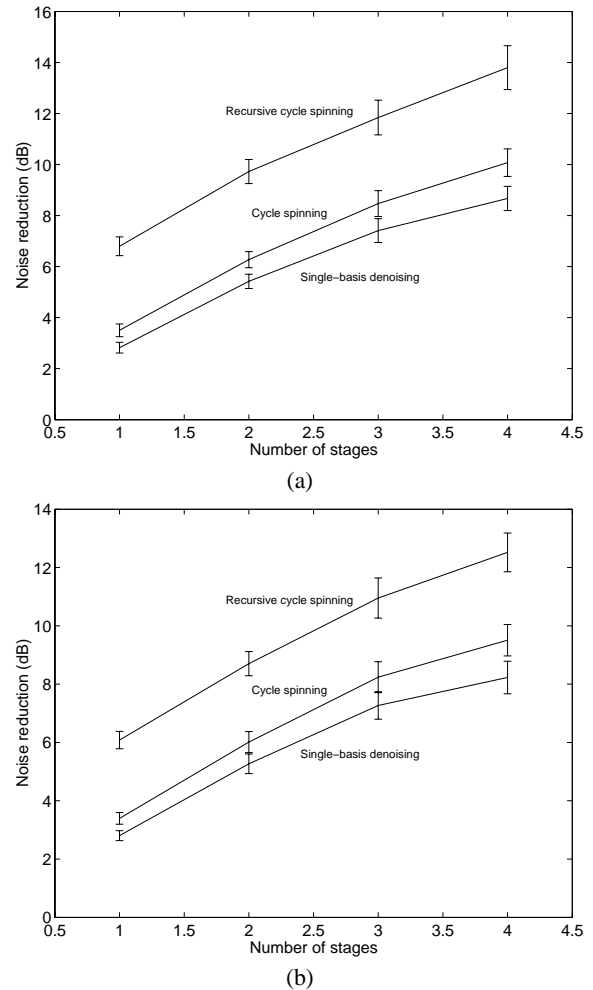 16
14
12
10
8
6
4
2
0
Noise reduction (dB)
Recursive cycle spinning
Cycle spinning
Single−basis denoising
0.5 1 1.5 2 2.5 3 3.5 4 4.5
Number of stages
(a)
14
12
10
8
6
4
2
0
Noise reduction (dB)
Recursive cycle spinning
Cycle spinning
Single−basis denoising
0.5 1 1.5 2 2.5 3 3.5 4 4.5
Number of stages
(b)